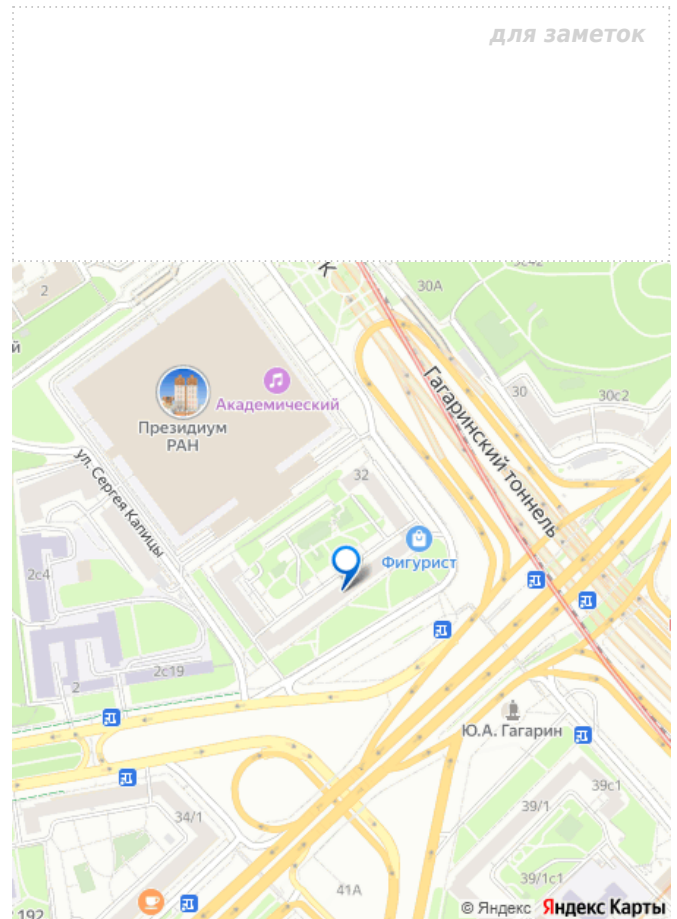 для заметок
К
30А
2
й
Гагаринский тоннель
30
30с2
Академический
Президиум
РАН
ул. Сергея Капицы
32
Фигурист
2с4
2с19
2
Ю.А. Гагарин
39с1
39/1
34/1
39/1с1
41А
192
© Яндекс Яндекс Карты